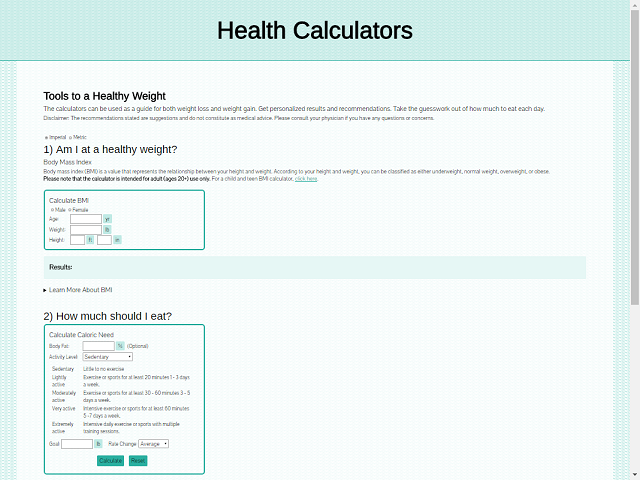 Health Calculators
Tools to a Healthy Weight
The calculators can be used as a guide for both weight loss and weight gain. Get personalized results and recommendations. Take the guesswork out of how much to eat each day.
Disclaimer: The recommendations stated are suggestions and do not constitute as medical advice. Please consult your physician if you have any questions or concerns.
Imperial Metric
1) Am I at a healthy weight?
Body Mass Index
Body mass index (BMI) is a value that represents the relationship between your height and weight. According to your height and weight, you can be classified as either underweight, normal weight, overweight, or obese.
Please note that the calculator is intended for adult (ages 20+) use only. For a child and teen BMI calculator, click here.
Calculate BMI
Male Female
Age: yr
Weight: lb
Height: ft in
Results:
Learn More About BMI
2) How much should I eat?
Calculate Caloric Need
Body Fat: % (Optional)
Activity Level: Sedentary
Sedentary Little to no exercise
Lightly Exercise or sports for at least 20 minutes 1 - 3 days
active a week.
Moderately Exercise or sports for at least 30 - 60 minutes 3 - 5
active days a week.
Very active Intensive exercise or sports for at least 60 minutes
5 -7 days a week.
Extremely Intensive daily exercise or sports with multiple
active training sessions.
Goal: lb Rate Change: Average
Calculate Reset